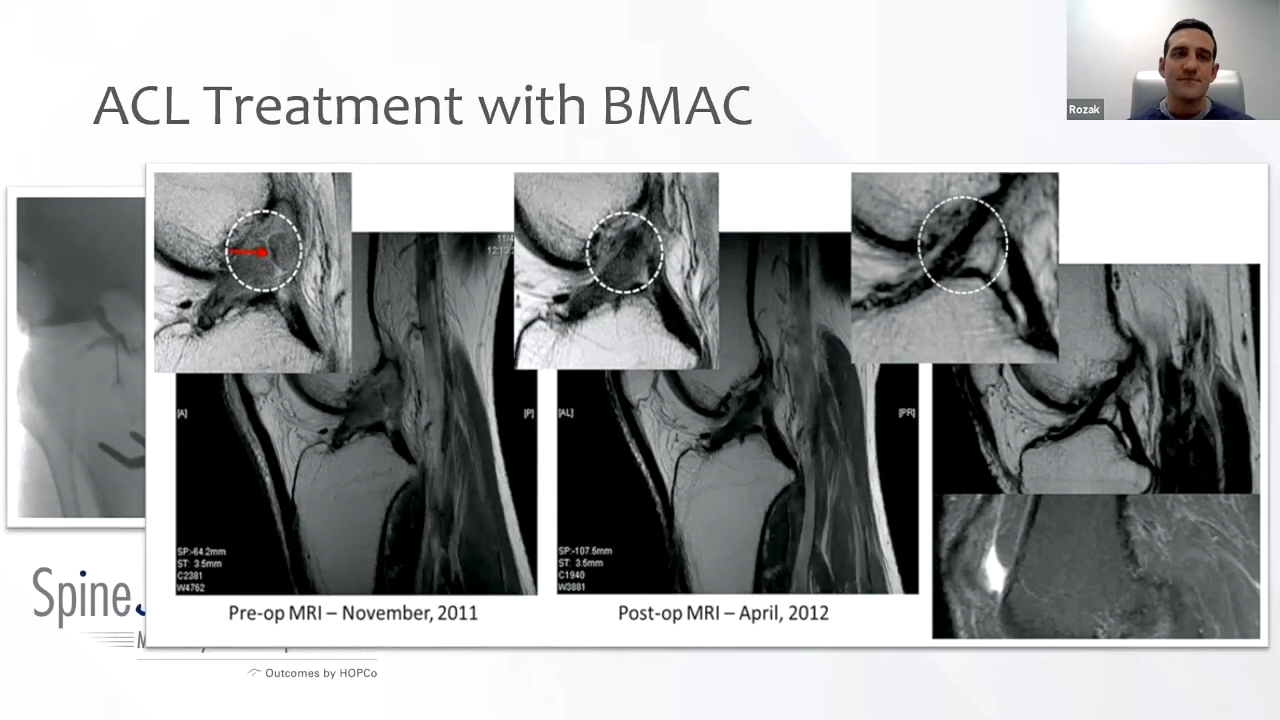 ACL Treatment with BMAC
Rozak
[A]
[P]
SP:-64.2mm
ST: 3.5mm
C2381
W4762
Pre-op MRI – November, 2011
[AL]
[PR]
SP:-107.5mm
ST: 3.5mm
C1940
W3881
Post-op MRI – April, 2012
Spine
Outcomes by HOPCo